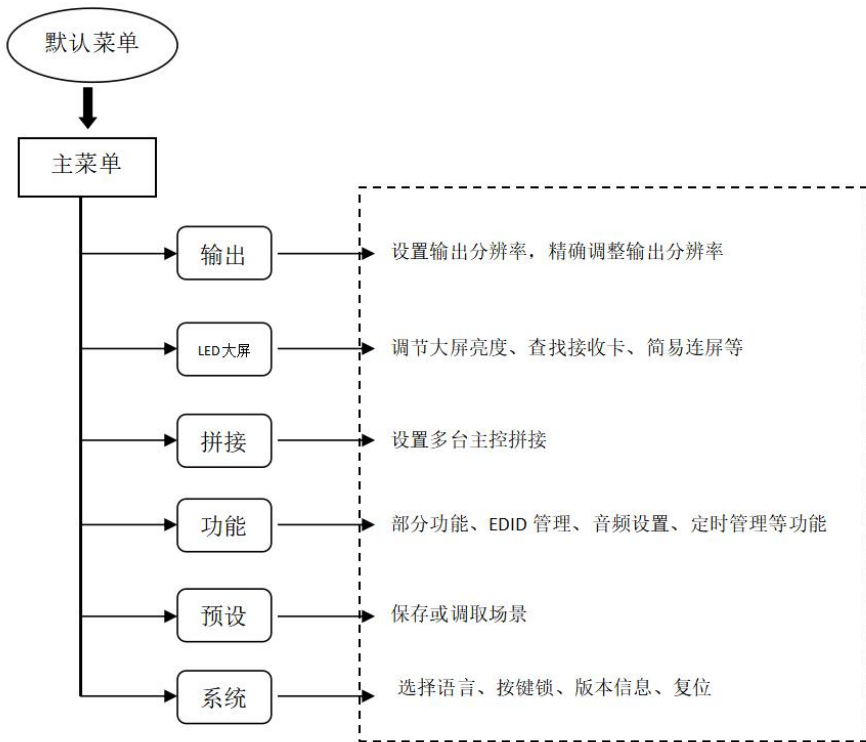 默认菜单
主菜单
输出
设置输出分辨率，精确调整输出分辨率
LED大屏
调节大屏亮度、查找接收卡、简易连屏等
拼接
设置多台主控拼接
功能
部分功能、EDID 管理、音频设置、定时管理等功能
预设
保存或调取场景
系统
选择语言、按键锁、版本信息、复位